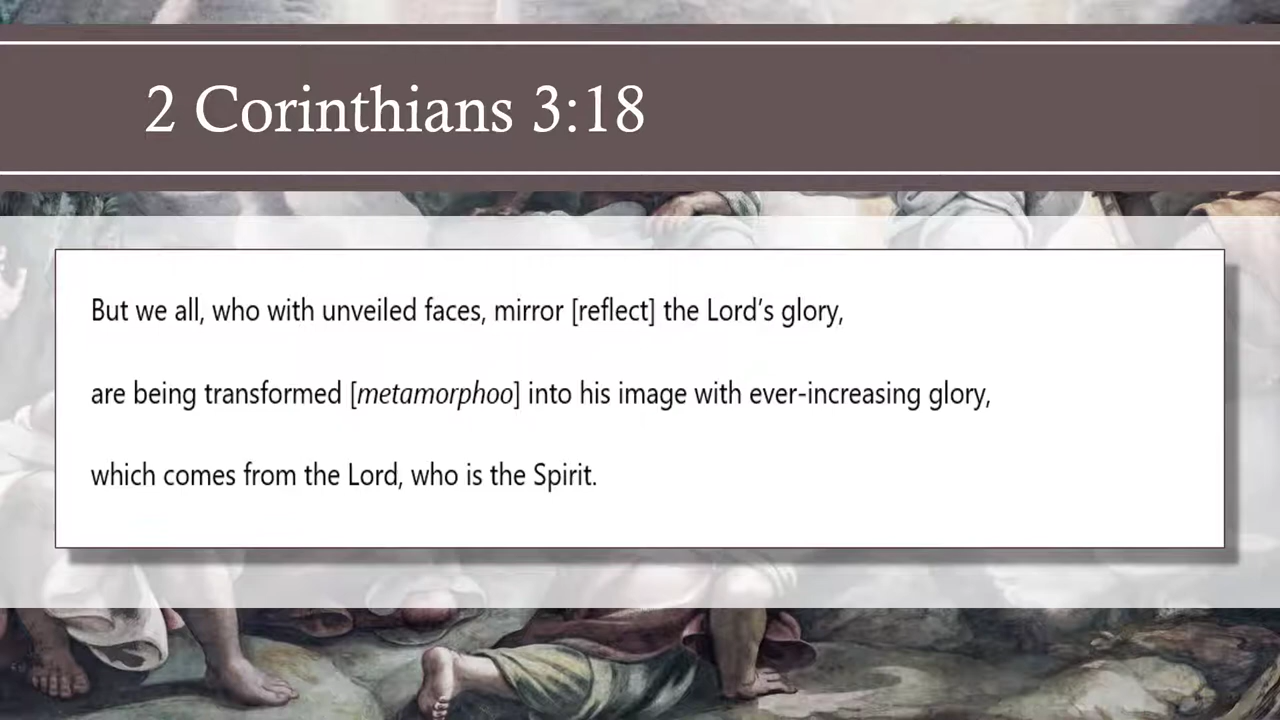 2 Corinthians 3:18
But we all, who with unveiled faces, mirror [reflect] the Lord’s glory,
are being transformed [metamorphoo] into his image with ever-increasing glory,
which comes from the Lord, who is the Spirit.